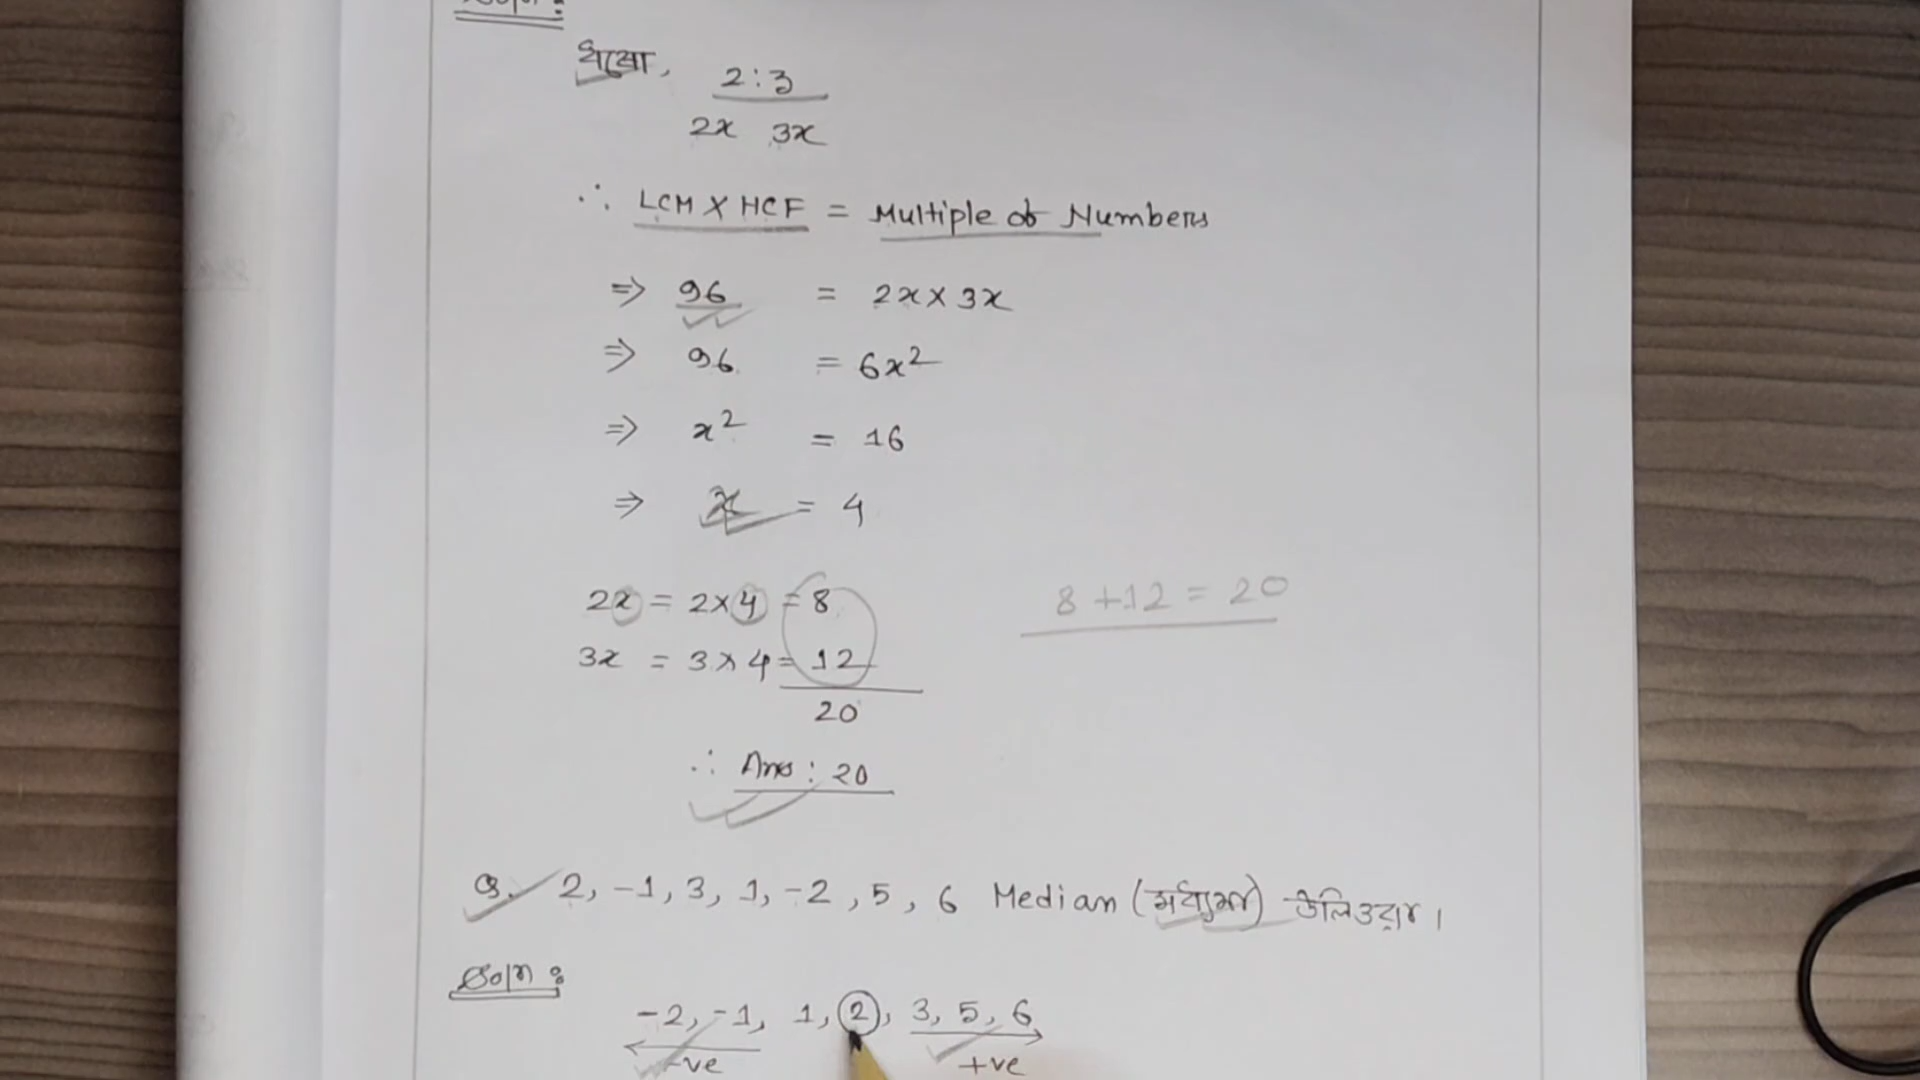 Soln:
ধৰো, 2:3
2x 3x
∴ LCM X HCF = Multiple of Numbers
⇒ 96 = 2x X 3x
⇒ 96 = 6x²
⇒ x² = 16
⇒ x = 4
2x = 2×4 = 8
3x = 3×4 = 12
8 + 12 = 20
20
∴ Ans : 20
Q. 2, -1, 3, 1, -2, 5, 6 Median (মধ্যমা) উলিওৱাৰ।
Soln:
-2, -1, 1, 2, 3, 5, 6
-ve +ve